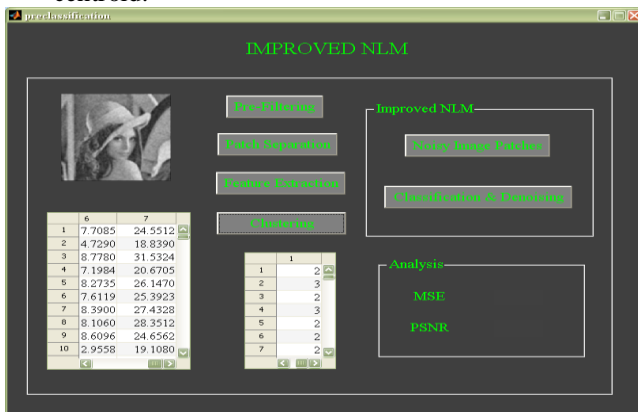 centroid.
preclassification
IMPROVED NLM
Pre-Filtering
Patch Separation
Feature Extraction
Clustering
Improved NLM
Noisy Image Patches
Classification & Denoising
6 7
1 7.7085 24.5512
2 4.7290 18.8390
3 8.7780 31.5324
4 7.1984 20.6705
5 8.2735 26.1470
6 7.6119 25.3923
7 8.3900 27.4328
8 8.1060 28.3512
9 8.6096 24.6562
10 2.9558 19.1080
1
1 2
2 3
3 2
4 3
5 2
6 2
7 2
Analysis
MSE
PSNR